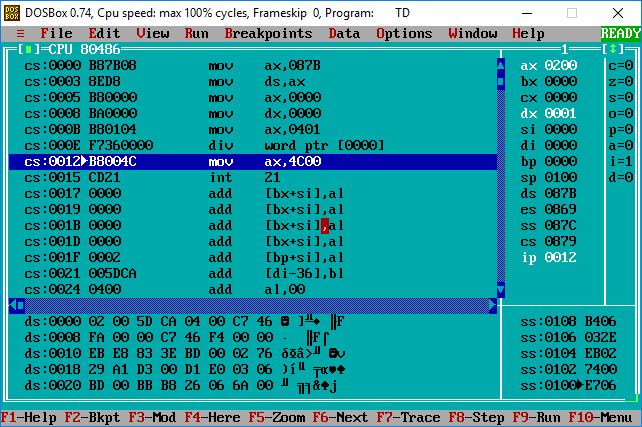 DOSBox 0.74, Cpu speed: max 100% cycles, Frameskip 0, Program: TD
≡ File Edit View Run Breakpoints Data Options Window Help READY
[■]=CPU 80486 1 [↕]
cs:0000 B87B08 mov ax,087B
cs:0003 8ED8 mov ds,ax
cs:0005 B80000 mov ax,0000
cs:0008 BA0000 mov dx,0000
cs:000B B80104 mov ax,0401
cs:000E F7360000 div word ptr [0000]
cs:0012►B8004C mov ax,4C00
cs:0015 CD21 int 21
cs:0017 0000 add [bx+si],al
cs:0019 0000 add [bx+si],al
cs:001B 0000 add [bx+si],al
cs:001D 0000 add [bx+si],al
cs:001F 0002 add [bp+si],al
cs:0021 005DCA add [di-36],bl
cs:0024 0400 add al,00
ax 0200 c=0
bx 0000 z=0
cx 0000 s=0
dx 0001 o=0
si 0000 p=0
di 0000 a=0
bp 0000 i=1
sp 0100 d=0
ds 087B
es 0869
ss 087C
cs 0879
ip 0012
ds:0000 02 00 5D CA 04 00 C7 46 ☻ ]╩♦ ╟F
ds:0008 FA 00 00 C7 46 F4 00 00 · ╟F⌠
ds:0010 EB E8 83 3E BD 00 02 76 δΦâ>╜ ☻v
ds:0018 29 A1 D3 00 D1 E0 03 06 )í╙ ╤α♥♠
ds:0020 BD 00 BB B8 26 06 6A 00 ╜ ╗╕&♠j
ss:0108 B406
ss:0106 032E
ss:0104 EB02
ss:0102 7400
ss:0100►E706
F1-Help F2-Bkpt F3-Mod F4-Here F5-Zoom F6-Next F7-Trace F8-Step F9-Run F10-Menu